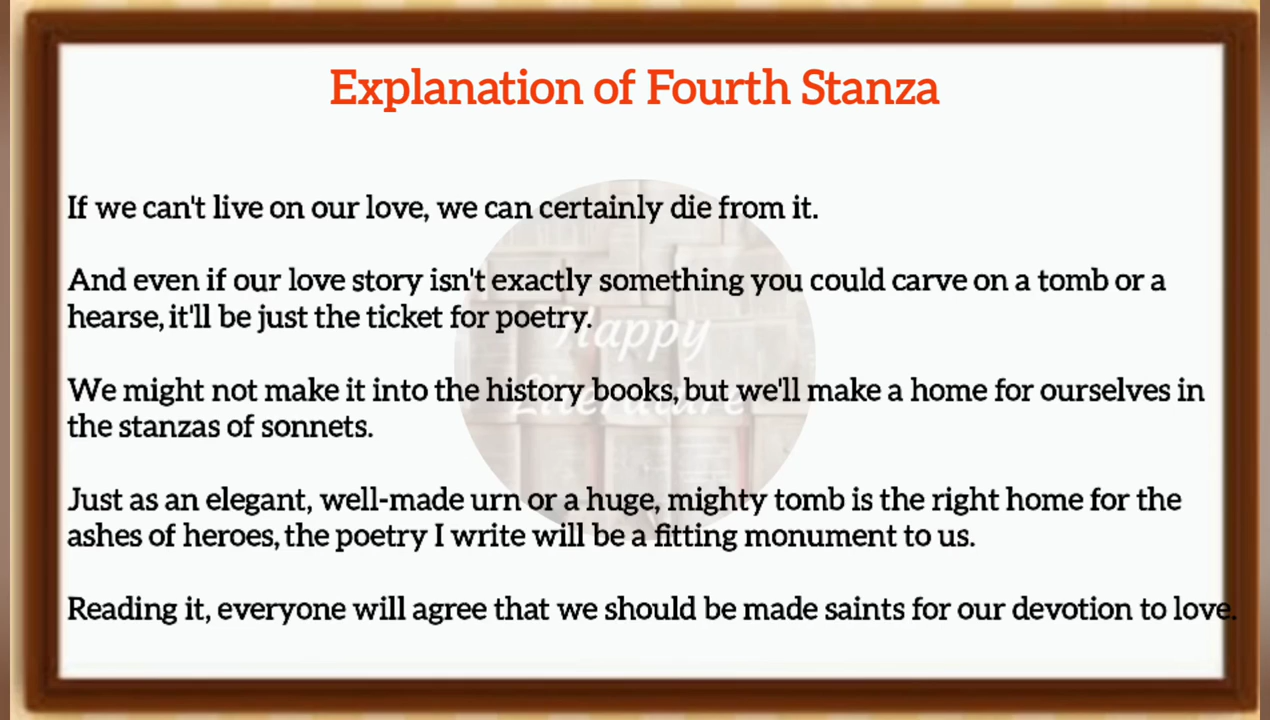 Explanation of Fourth Stanza
If we can't live on our love, we can certainly die from it.
And even if our love story isn't exactly something you could carve on a tomb or a
hearse, it'll be just the ticket for poetry.
Happy
Literature
We might not make it into the history books, but we'll make a home for ourselves in
the stanzas of sonnets.
Just as an elegant, well-made urn or a huge, mighty tomb is the right home for the
ashes of heroes, the poetry I write will be a fitting monument to us.
Reading it, everyone will agree that we should be made saints for our devotion to love.